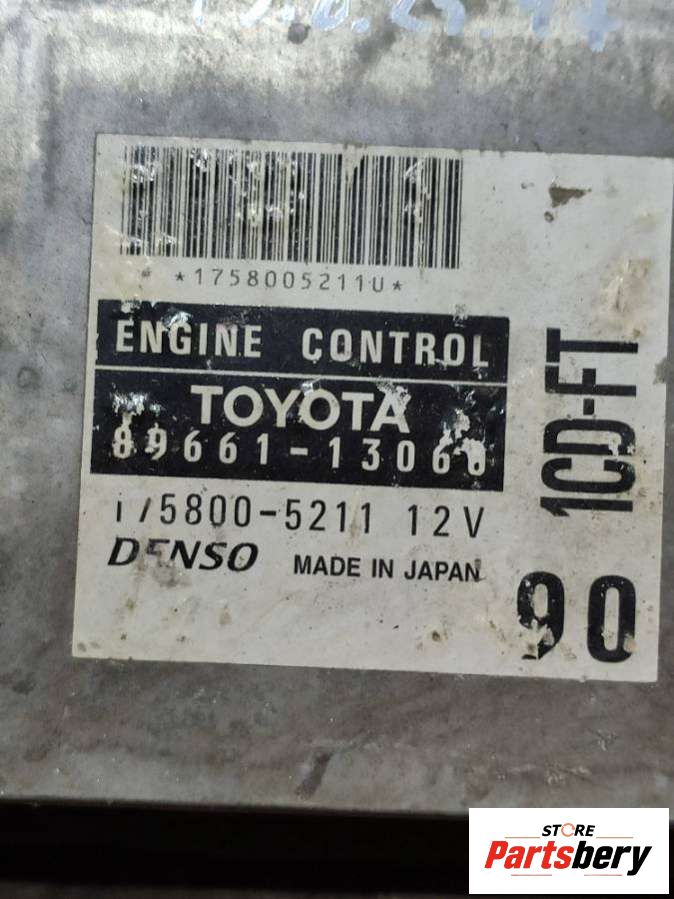 *1758005211U*
ENGINE CONTROL
TOYOTA
89661-13060
175800-5211 12V
DENSO MADE IN JAPAN
1CD-FT
90
STORE
Partsbery